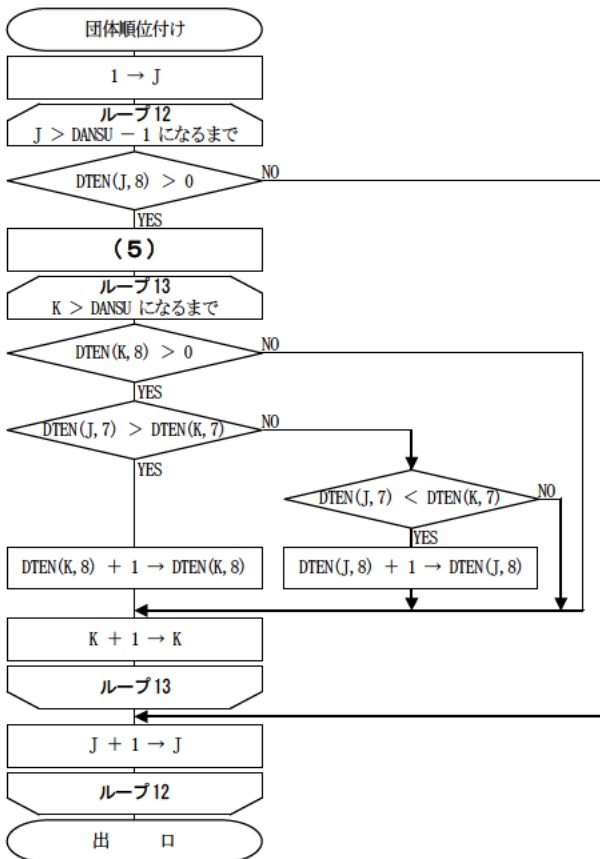 団体順位付け
1 → J
ループ12
J > DANSU － 1 になるまで
DTEN(J,8) > 0
NO
YES
(5)
ループ13
K > DANSU になるまで
DTEN(K,8) > 0
NO
YES
DTEN(J,7) > DTEN(K,7)
NO
YES
DTEN(J,7) < DTEN(K,7)
NO
YES
DTEN(K,8) + 1 → DTEN(K,8)
DTEN(J,8) + 1 → DTEN(J,8)
K + 1 → K
ループ13
J + 1 → J
ループ12
出　口